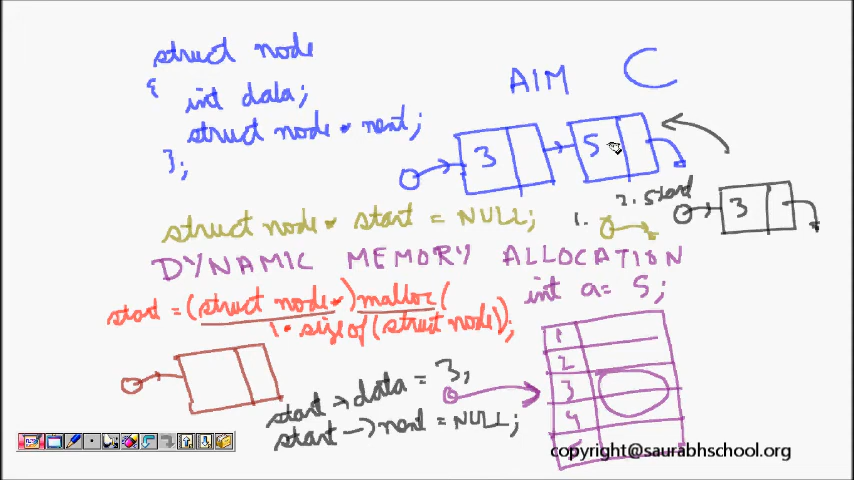 struct node
{
int data;
struct node * next;
};
AIM
C
3
5
struct node * start = NULL;
1.
2. start
3
DYNAMIC MEMORY ALLOCATION
int a = 5;
start = (struct node *) malloc(
1 * sizeof(struct node));
1
2
3
4
5
start -> data = 3;
start -> next = NULL;
copyright@saurabhschool.org